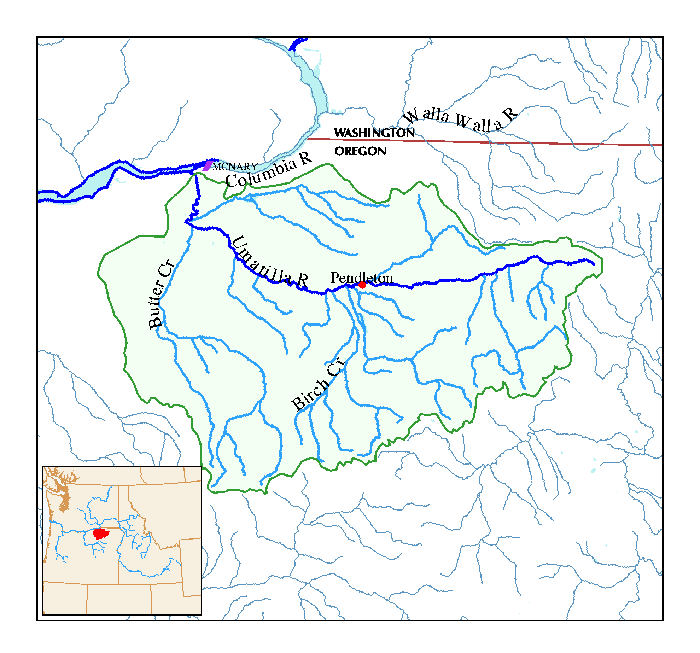 Walla Walla R
WASHINGTON
OREGON
MCNARY
Columbia R
Umatilla R
Pendleton
Butter Cr
Birch Cr